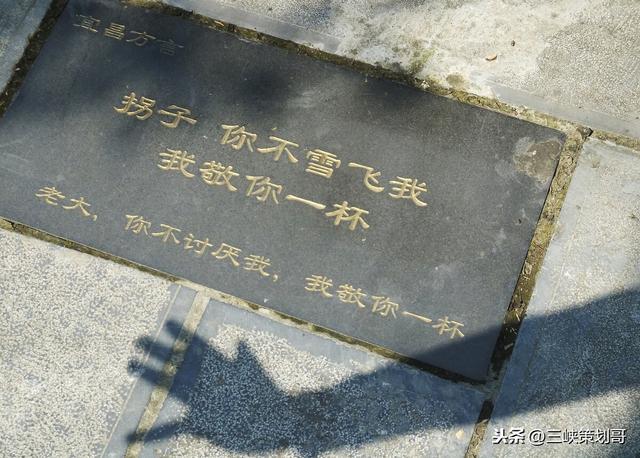 宜昌方言
拐子 你不雪飞我
我敬你一杯
老大，你不讨厌我，我敬你一杯
头条 @三峡策划哥